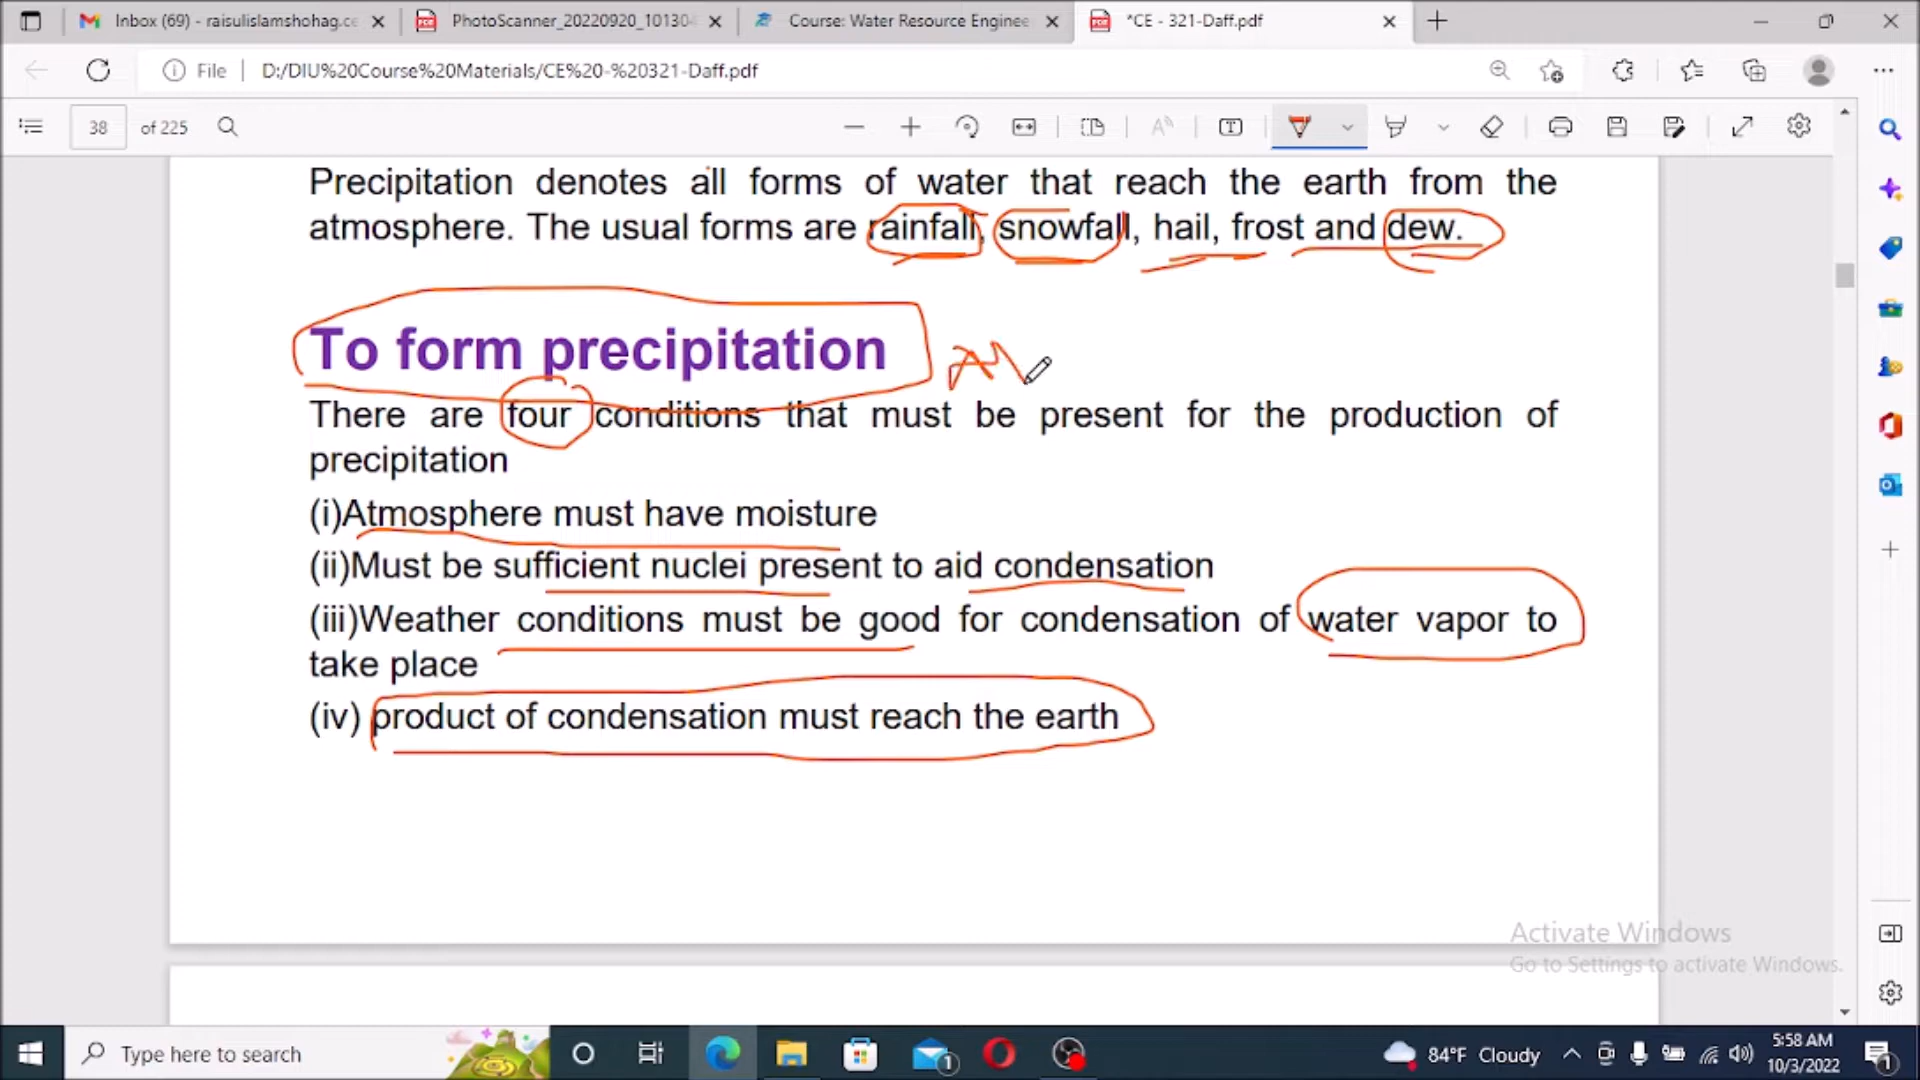 Inbox (69) - raisulislamshohag.ce
PhotoScanner_20220920_10130
Course: Water Resource Enginee
*CE - 321-Daff.pdf
File
D:/DIU%20Course%20Materials/CE%20-%20321-Daff.pdf
38 of 225
Precipitation denotes all forms of water that reach the earth from the
atmosphere. The usual forms are rainfall, snowfall, hail, frost and dew.
To form precipitation
There are four conditions that must be present for the production of
precipitation
(i)Atmosphere must have moisture
(ii)Must be sufficient nuclei present to aid condensation
(iii)Weather conditions must be good for condensation of water vapor to
take place
(iv) product of condensation must reach the earth
Activate Windows
Go to Settings to activate Windows.
Type here to search
1
84°F Cloudy
5:58 AM
10/3/2022
1